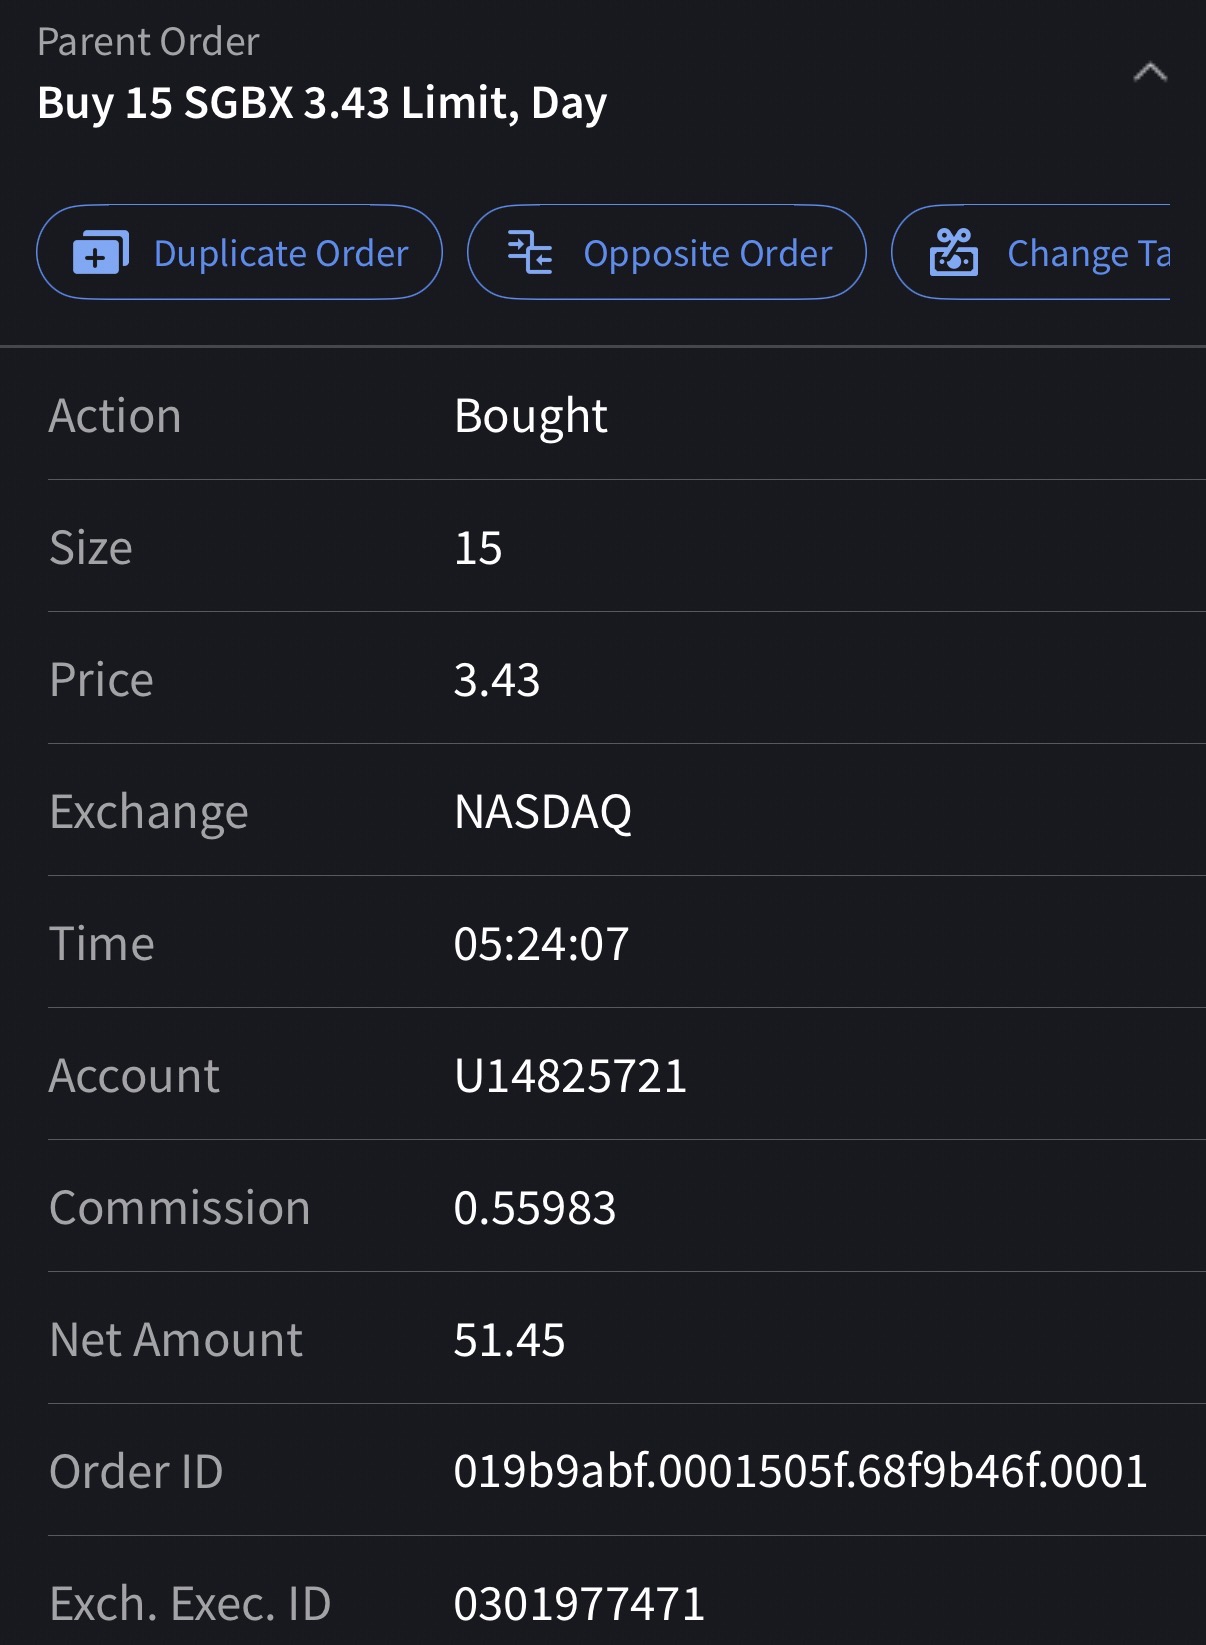 Parent Order
Buy 15 SGBX 3.43 Limit, Day
Duplicate Order Opposite Order Change Ta
Action Bought
Size 15
Price 3.43
Exchange NASDAQ
Time 05:24:07
Account U14825721
Commission 0.55983
Net Amount 51.45
Order ID 019b9abf.0001505f.68f9b46f.0001
Exch. Exec. ID 0301977471